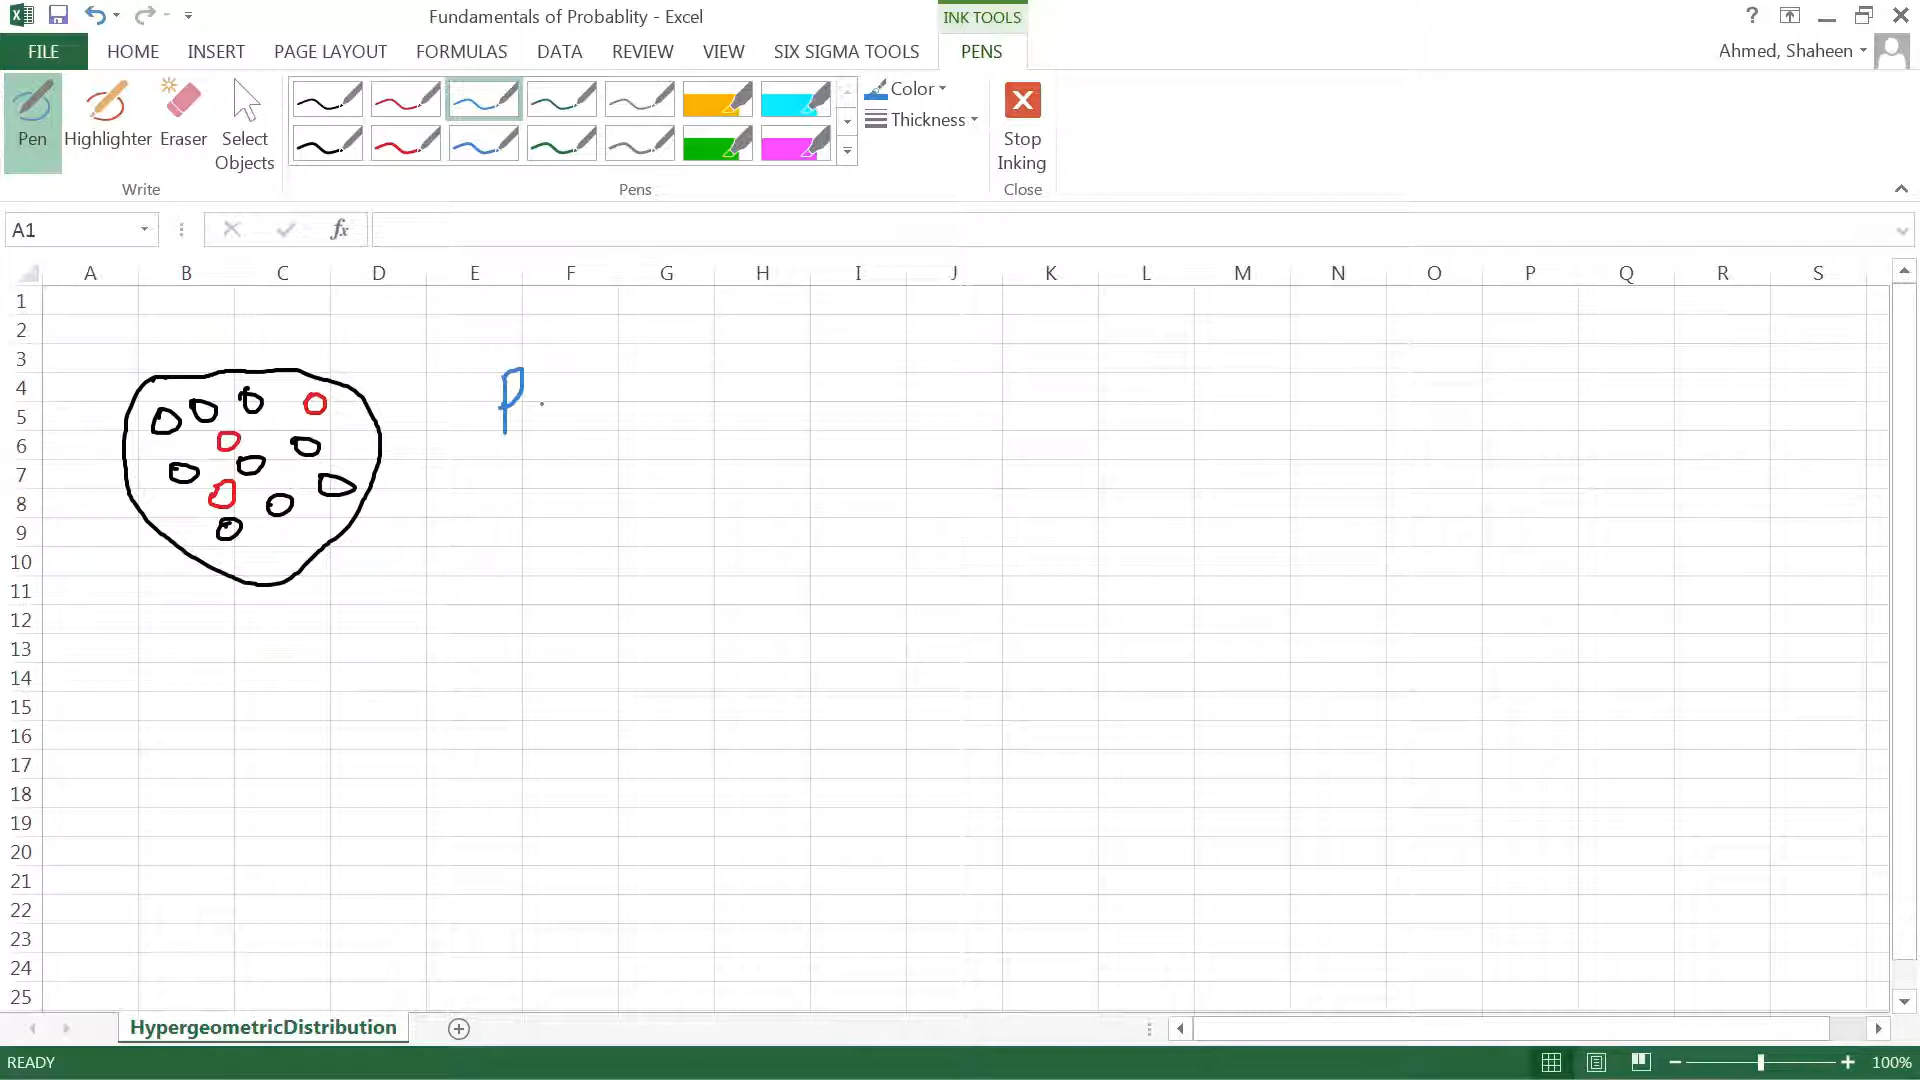 Fundamentals of Probablity - Excel
INK TOOLS
?
FILE HOME INSERT PAGE LAYOUT FORMULAS DATA REVIEW VIEW SIX SIGMA TOOLS PENS
Ahmed, Shaheen
Pen
Highlighter
Eraser
Select
Objects
Write
Pens
Color
Thickness
Stop
Inking
Close
A1
fx
A B C D E F G H I J K L M N O P Q R S
1
2
3
4
5
6
7
8
9
10
11
12
13
14
15
16
17
18
19
20
21
22
23
24
25
P
HypergeometricDistribution
READY
100%